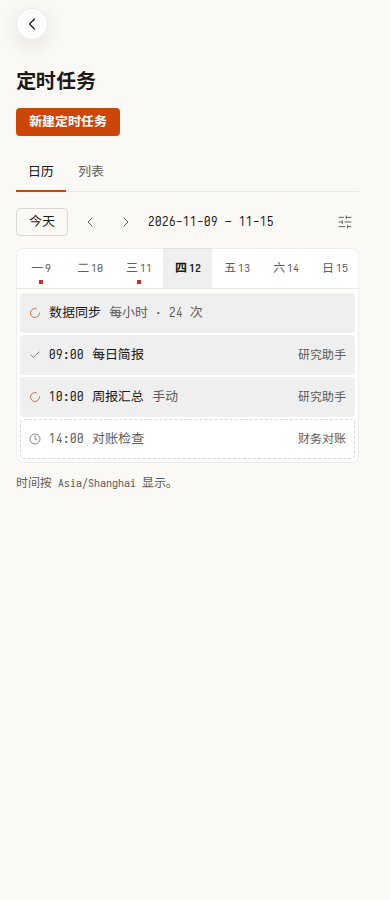 定时任务
新建定时任务
日历 列表
今天 2026-11-09 – 11-15
一 9 二 10 三 11 四 12 五 13 六 14 日 15
数据同步 每小时 · 24 次
09:00 每日简报 研究助手
10:00 周报汇总 手动 研究助手
14:00 对账检查 财务对账
时间按 Asia/Shanghai 显示。